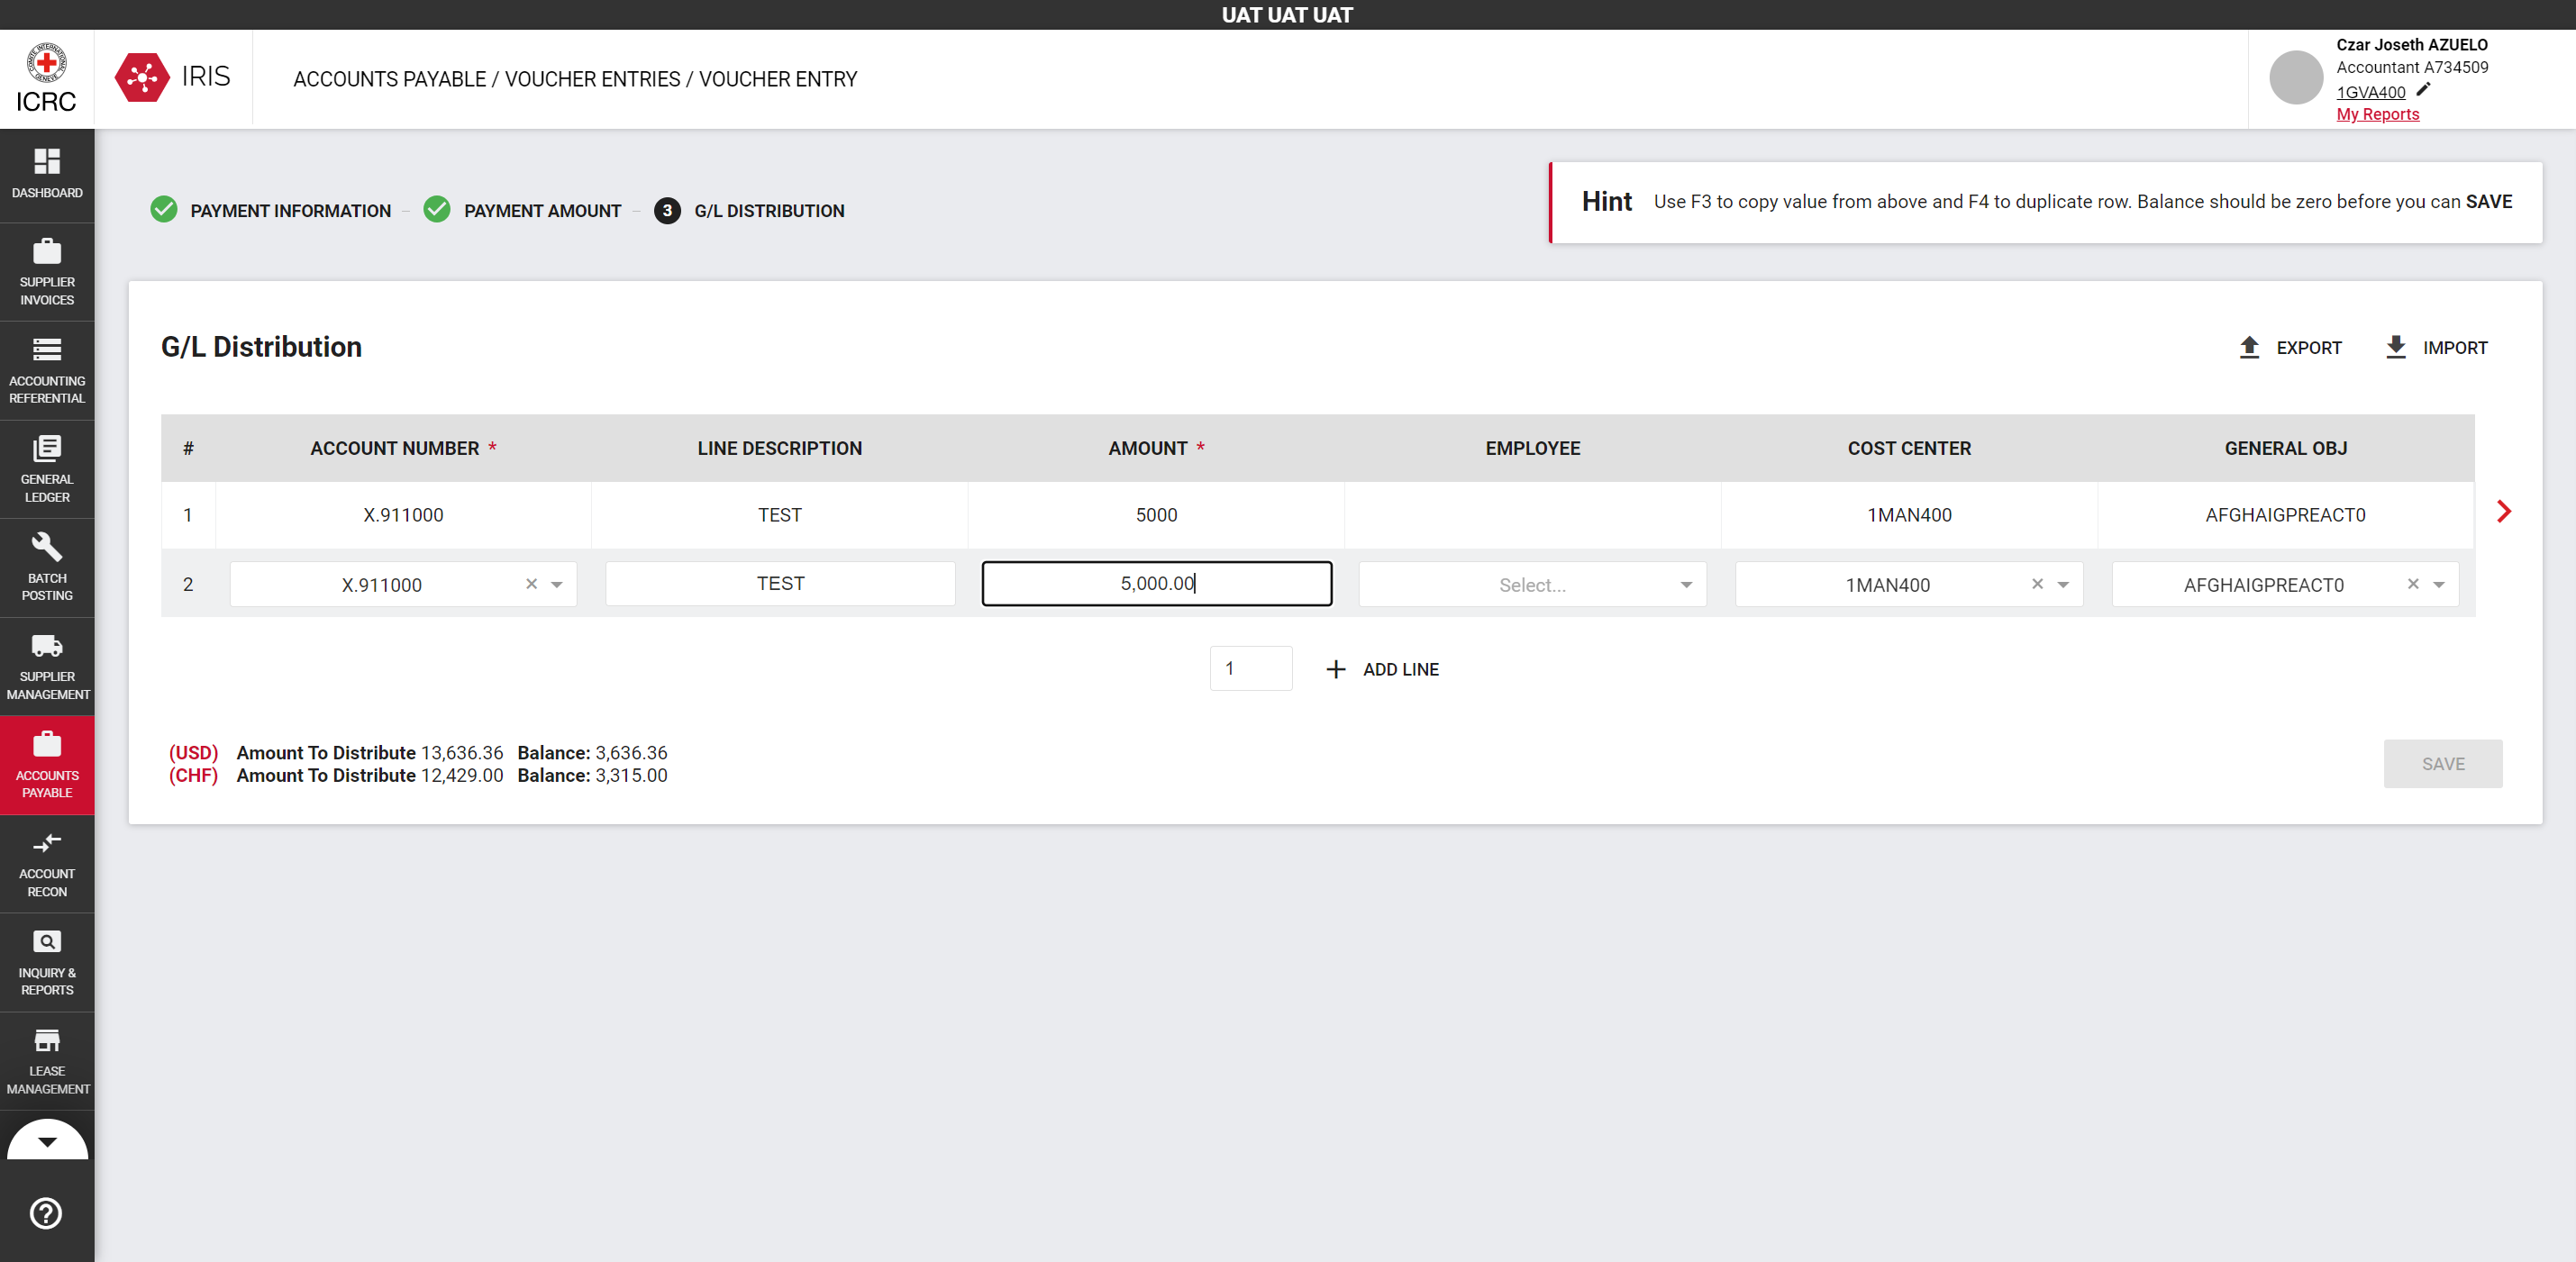 UAT UAT UAT
ICRC
IRIS
ACCOUNTS PAYABLE / VOUCHER ENTRIES / VOUCHER ENTRY
Czar Joseth AZUELO
Accountant A734509
1GVA400
My Reports
DASHBOARD
SUPPLIER
INVOICES
ACCOUNTING
REFERENTIAL
GENERAL
LEDGER
BATCH
POSTING
SUPPLIER
MANAGEMENT
ACCOUNTS
PAYABLE
ACCOUNT
RECON
INQUIRY &
REPORTS
LEASE
MANAGEMENT
PAYMENT INFORMATION – PAYMENT AMOUNT – 3 G/L DISTRIBUTION
Hint Use F3 to copy value from above and F4 to duplicate row. Balance should be zero before you can SAVE
G/L Distribution
EXPORT IMPORT
# ACCOUNT NUMBER * LINE DESCRIPTION AMOUNT * EMPLOYEE COST CENTER GENERAL OBJ
1 X.911000 TEST 5000 1MAN400 AFGHAIGPREACT0
2 X.911000 TEST 5,000.00 Select... 1MAN400 AFGHAIGPREACT0
1 ADD LINE
(USD) Amount To Distribute 13,636.36 Balance: 3,636.36
(CHF) Amount To Distribute 12,429.00 Balance: 3,315.00
SAVE